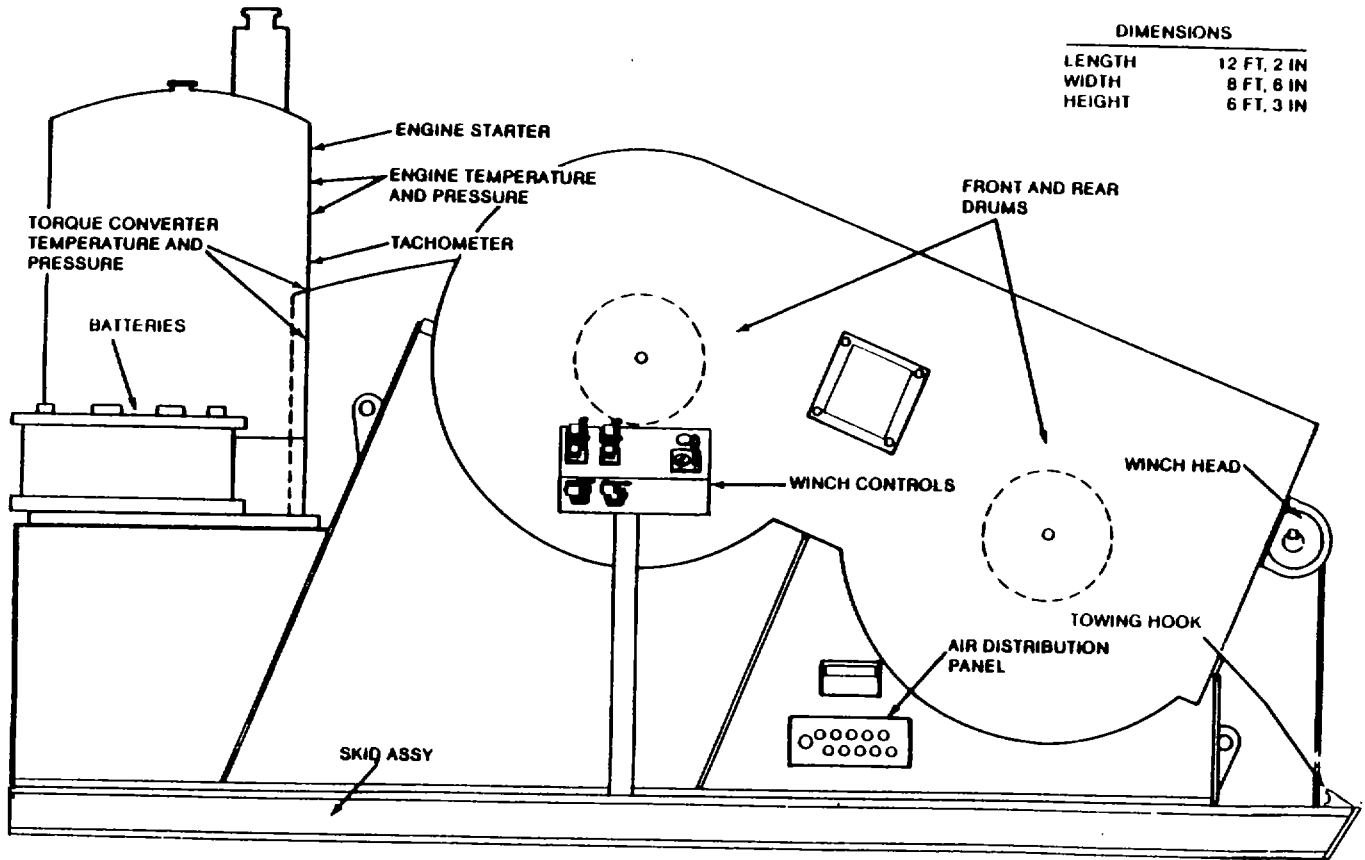 DIMENSIONS
LENGTH 12 FT, 2 IN
WIDTH 8 FT, 6 IN
HEIGHT 6 FT, 3 IN
ENGINE STARTER
ENGINE TEMPERATURE
AND PRESSURE
FRONT AND REAR
DRUMS
TORQUE CONVERTER
TEMPERATURE AND
PRESSURE
TACHOMETER
BATTERIES
WINCH HEAD
WINCH CONTROLS
TOWING HOOK
AIR DISTRIBUTION
PANEL
SKID ASSY